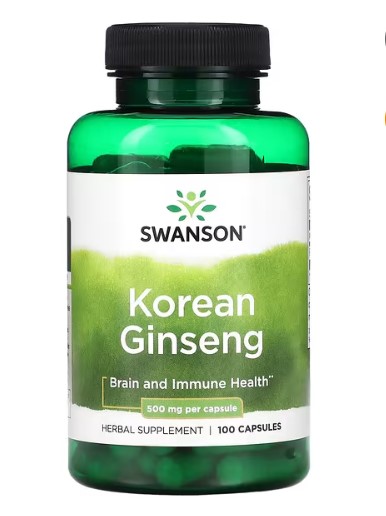 SWANSON®
Korean
Ginseng
Brain and Immune Health**
500 mg per capsule
HERBAL SUPPLEMENT | 100 CAPSULES